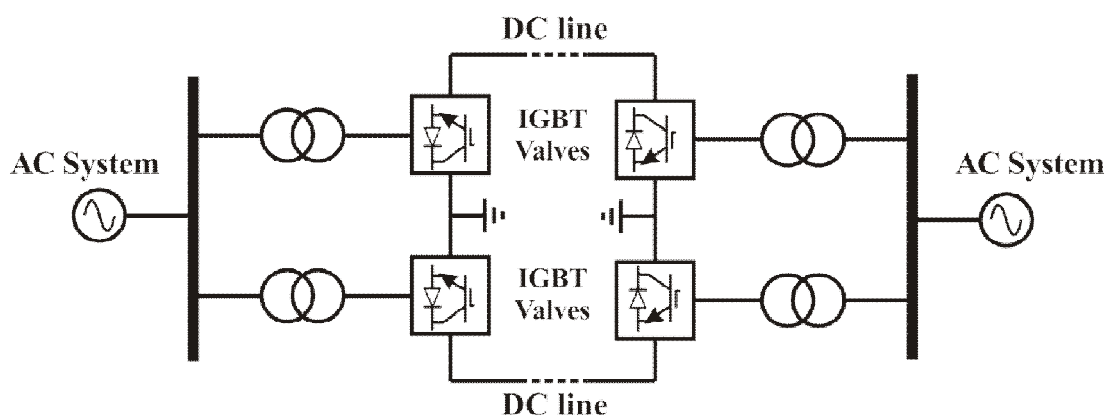 DC line
IGBT
Valves
AC System
AC System
IGBT
Valves
DC line